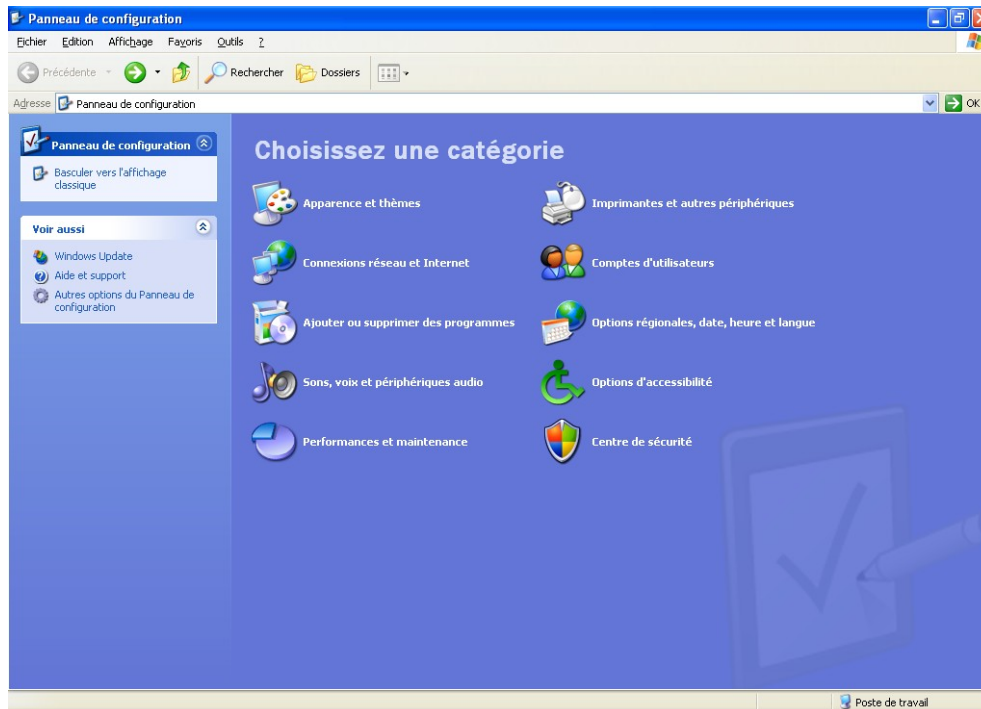 Panneau de configuration
Fichier Edition Affichage Favoris Outils ?
Précédente Rechercher Dossiers
Adresse Panneau de configuration OK
Panneau de configuration
Basculer vers l'affichage
classique
Voir aussi
Windows Update
Aide et support
Autres options du Panneau de
configuration
Choisissez une catégorie
Apparence et thèmes
Imprimantes et autres périphériques
Connexions réseau et Internet
Comptes d'utilisateurs
Ajouter ou supprimer des programmes
Options régionales, date, heure et langue
Sons, voix et périphériques audio
Options d'accessibilité
Performances et maintenance
Centre de sécurité
Poste de travail